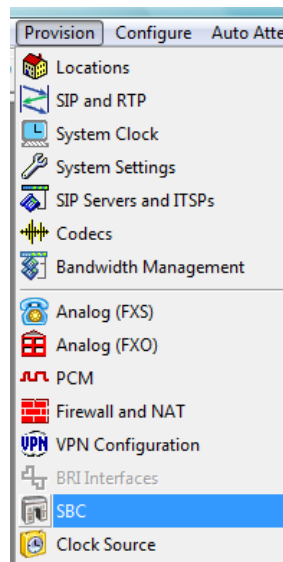 Provision Configure Auto Atte
Locations
SIP and RTP
System Clock
System Settings
SIP Servers and ITSPs
Codecs
Bandwidth Management
Analog (FXS)
Analog (FXO)
PCM
Firewall and NAT
VPN VPN Configuration
BRI Interfaces
SBC
Clock Source